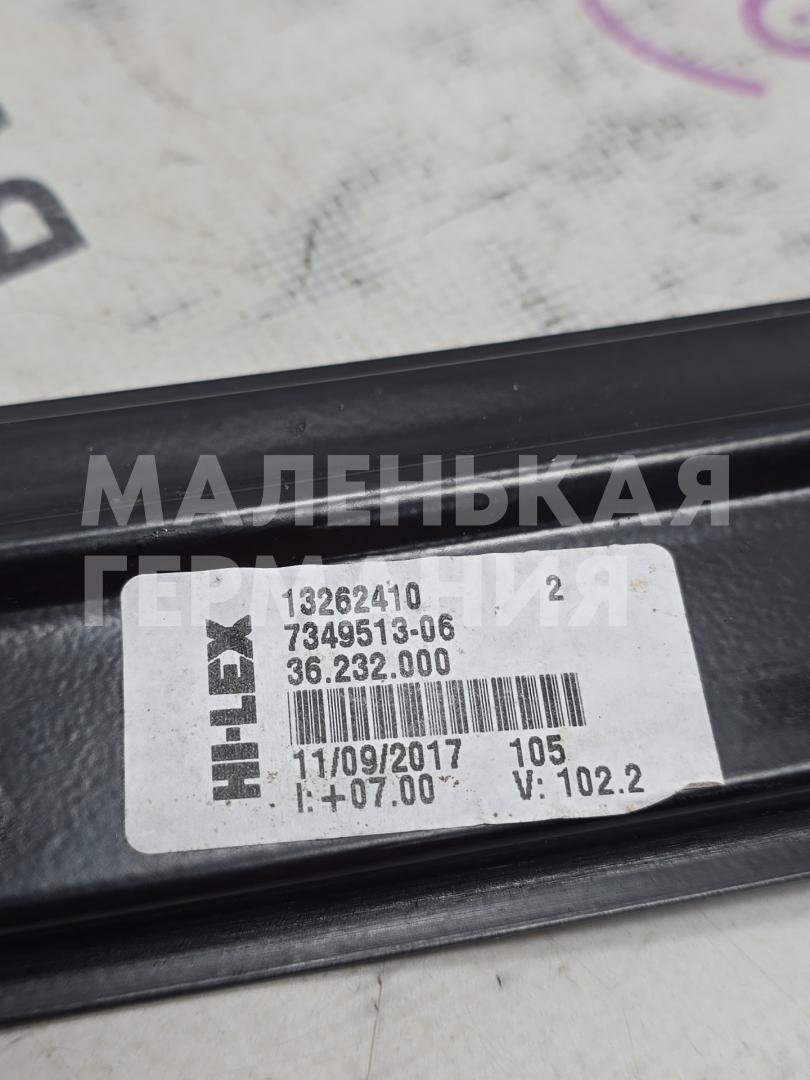 МАЛЕНЬКАЯ
ГЕРМАНИЯ
HI-LEX
13262410 2
7349513-06
36.232.000
11/09/2017 105
I: +07.00 V: 102.2